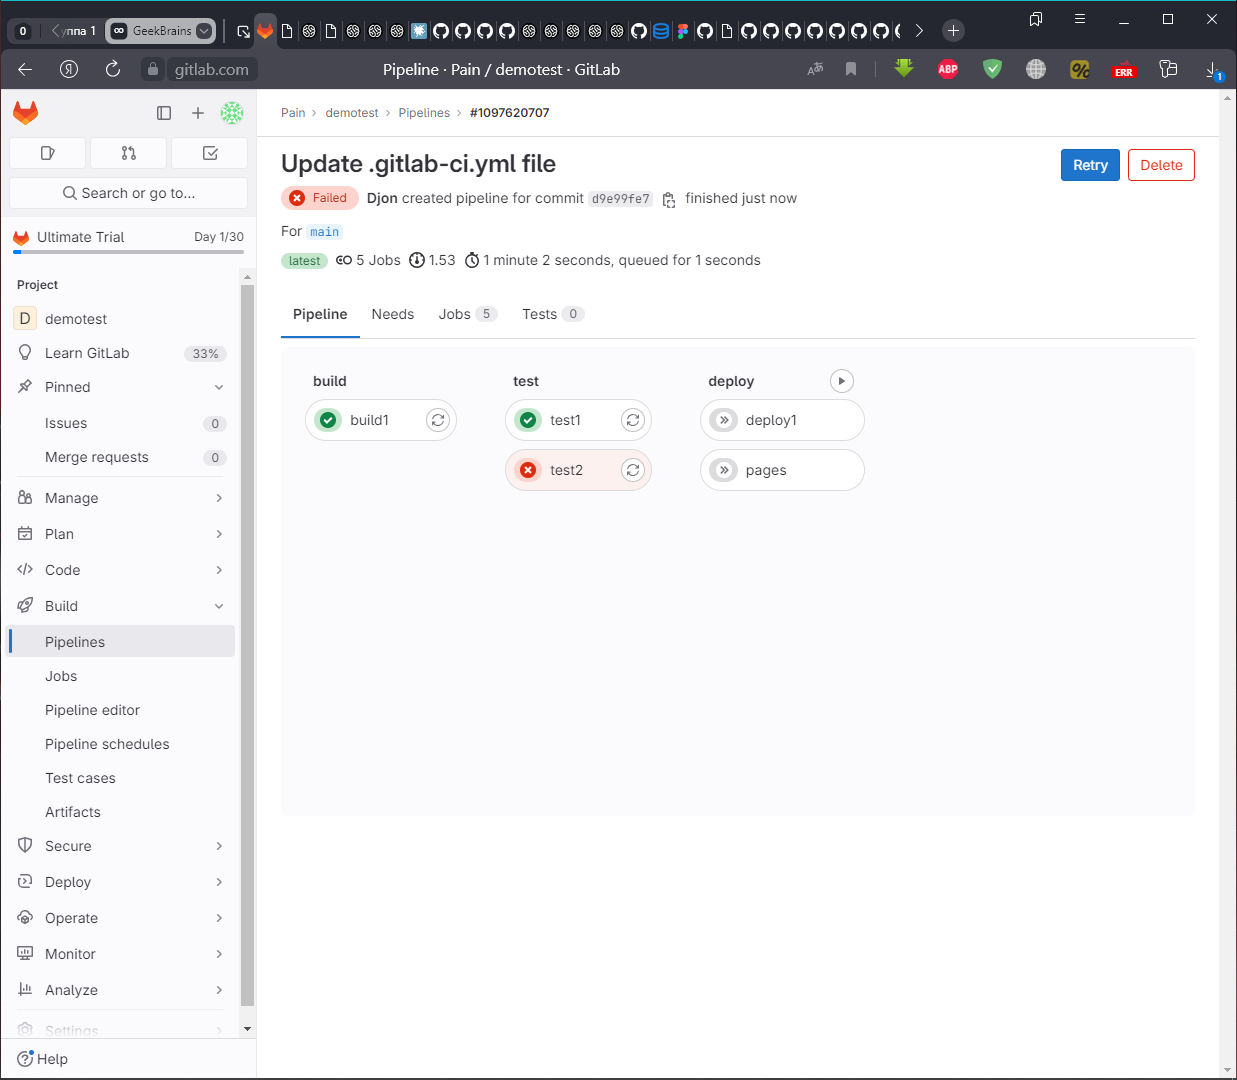 0
уппа 1
GeekBrains
gitlab.com
Pipeline · Pain / demotest · GitLab
ABP
ERR
1
Pain
demotest
Pipelines
#1097620707
Update .gitlab-ci.yml file
Retry
Delete
Failed
Djon created pipeline for commit d9e99fe7 finished just now
For main
latest 5 Jobs 1.53 1 minute 2 seconds, queued for 1 seconds
Pipeline
Needs
Jobs 5
Tests 0
build
test
deploy
build1
test1
deploy1
test2
pages
Search or go to...
Ultimate Trial
Day 1/30
Project
D demotest
Learn GitLab 33%
Pinned
Issues 0
Merge requests 0
Manage
Plan
Code
Build
Pipelines
Jobs
Pipeline editor
Pipeline schedules
Test cases
Artifacts
Secure
Deploy
Operate
Monitor
Analyze
Settings
Help